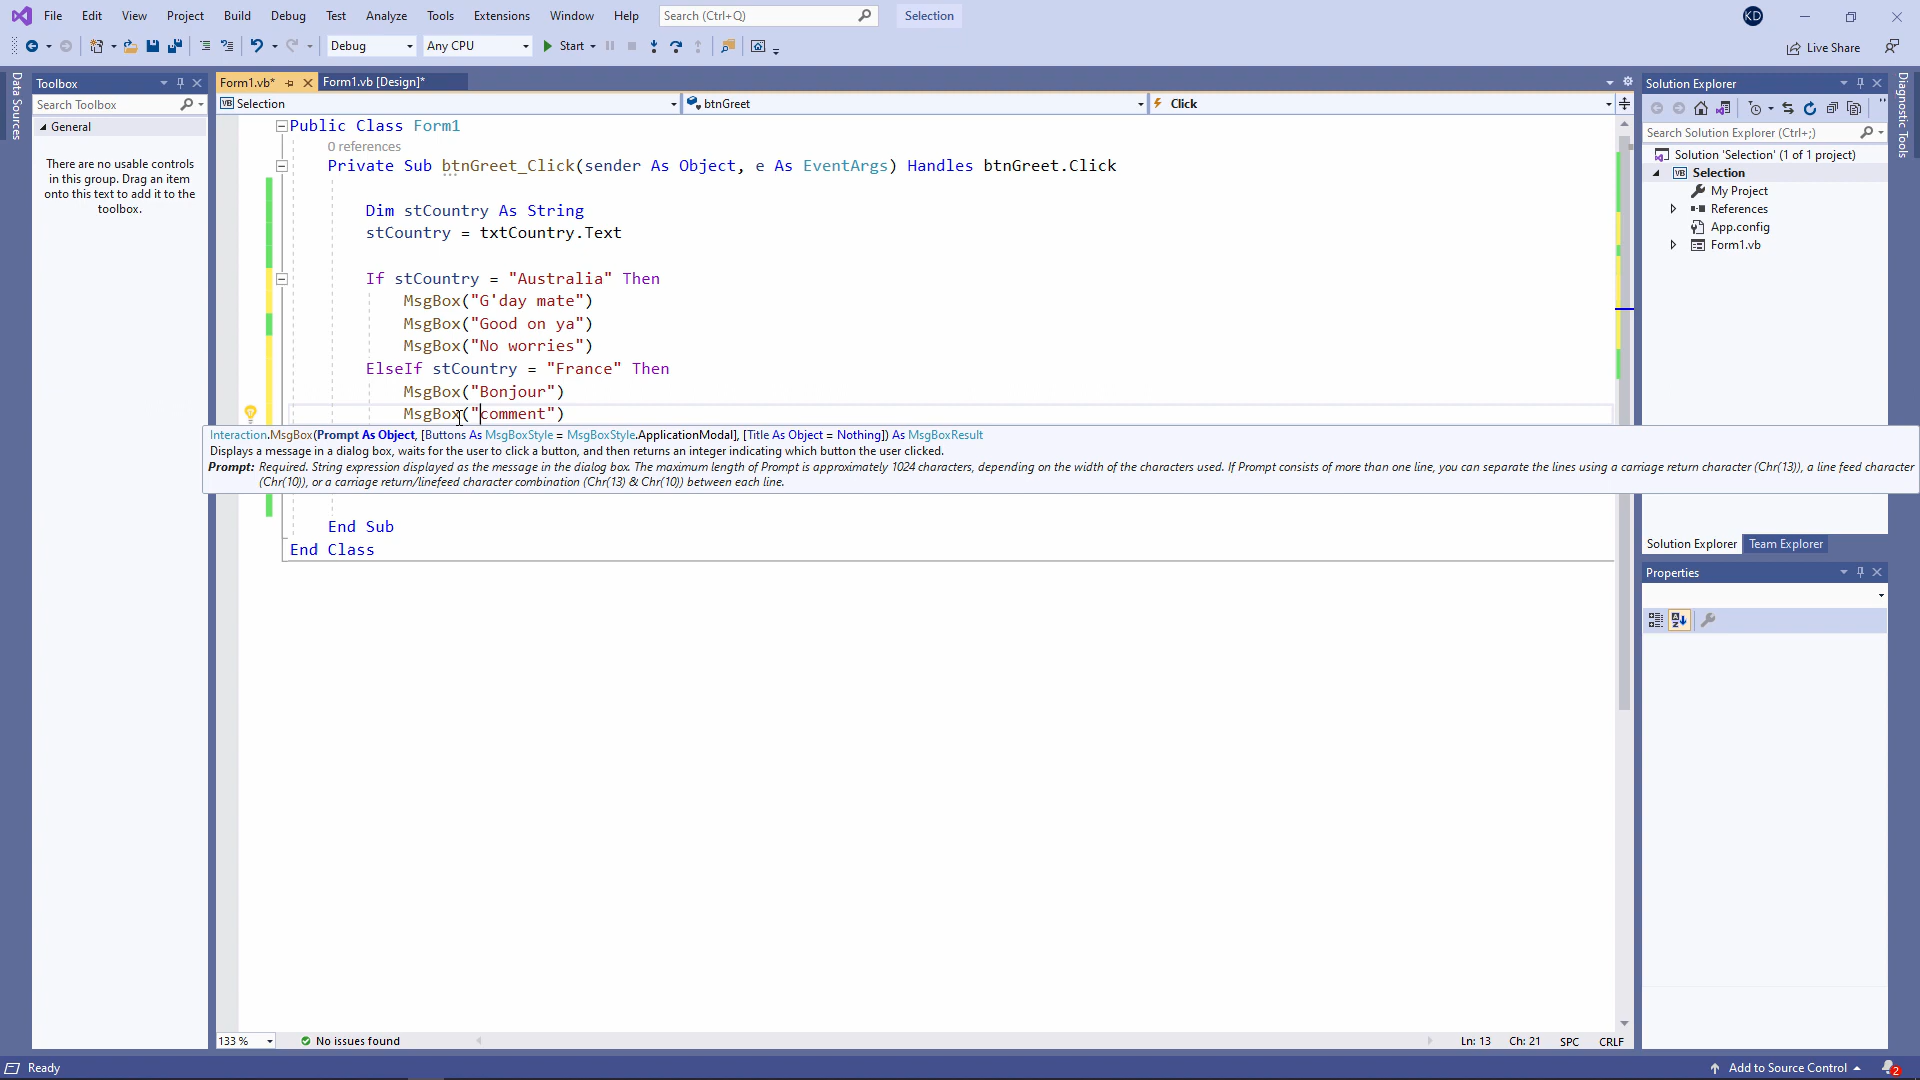 File Edit View Project Build Debug Test Analyze Tools Extensions Window Help Search (Ctrl+Q) Selection KD
Debug Any CPU Start Live Share
Data Sources
Toolbox
Search Toolbox
General
There are no usable controls
in this group. Drag an item
onto this text to add it to the
toolbox.
Form1.vb* Form1.vb [Design]*
VB Selection btnGreet Click
Public Class Form1
0 references
Private Sub btnGreet_Click(sender As Object, e As EventArgs) Handles btnGreet.Click
Dim stCountry As String
stCountry = txtCountry.Text
If stCountry = "Australia" Then
MsgBox("G'day mate")
MsgBox("Good on ya")
MsgBox("No worries")
ElseIf stCountry = "France" Then
MsgBox("Bonjour")
MsgBox("comment")
Interaction.MsgBox(Prompt As Object, [Buttons As MsgBoxStyle = MsgBoxStyle.ApplicationModal], [Title As Object = Nothing]) As MsgBoxResult
Displays a message in a dialog box, waits for the user to click a button, and then returns an integer indicating which button the user clicked.
Prompt: Required. String expression displayed as the message in the dialog box. The maximum length of Prompt is approximately 1024 characters, depending on the width of the characters used. If Prompt consists of more than one line, you can separate the lines using a carriage return character (Chr(13)), a line feed character
(Chr(10)), or a carriage return/linefeed character combination (Chr(13) & Chr(10)) between each line.
End Sub
End Class
133 % No issues found Ln: 13 Ch: 21 SPC CRLF
Solution Explorer
Search Solution Explorer (Ctrl+;)
Solution 'Selection' (1 of 1 project)
VB Selection
My Project
References
App.config
Form1.vb
Solution Explorer Team Explorer
Properties
Diagnostic Tools
Ready Add to Source Control 2